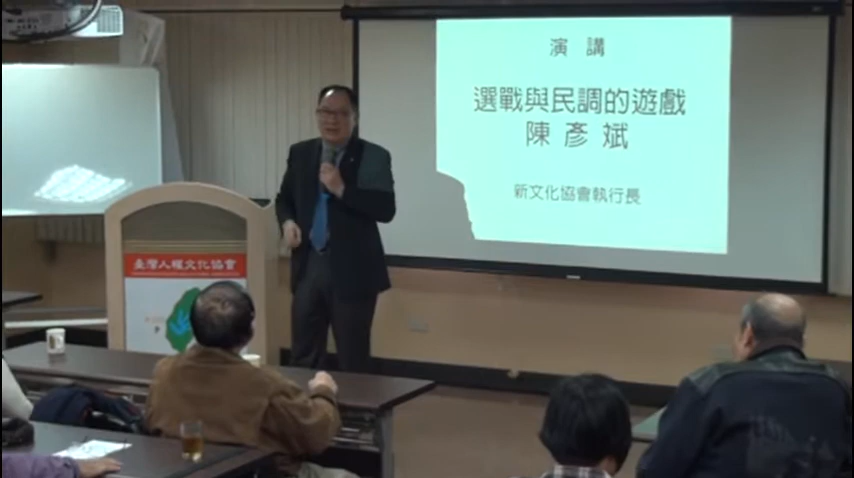 演講
選戰與民調的遊戲
陳彥斌
新文化協會執行長
臺灣人權文化協會